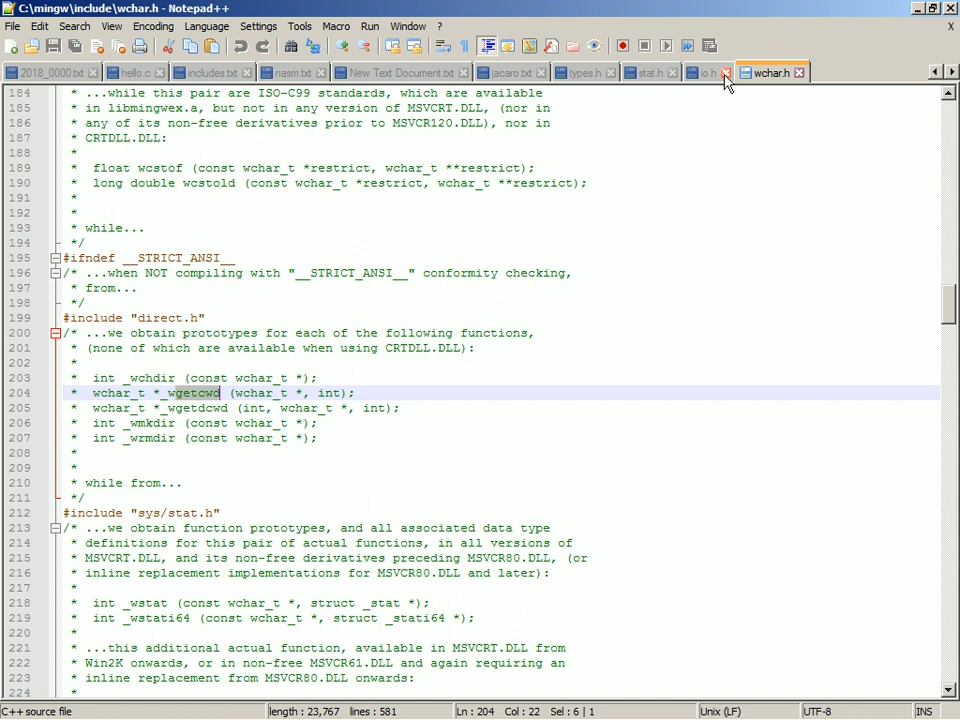 C:\mingw\include\wchar.h - Notepad++
File Edit Search View Encoding Language Settings Tools Macro Run Window ? X
2018_0000.txt hello.c includes.txt nasm.txt New Text Document.txt jacaro.txt types.h stat.h io.h wchar.h
184 * ...while this pair are ISO-C99 standards, which are available
185 * in libmingwex.a, but not in any version of MSVCRT.DLL, (nor in
186 * any of its non-free derivatives prior to MSVCR120.DLL), nor in
187 * CRTDLL.DLL:
188 *
189 * float wcstof (const wchar_t *restrict, wchar_t **restrict);
190 * long double wcstold (const wchar_t *restrict, wchar_t **restrict);
191 *
192 *
193 * while...
194 */
195 #ifndef __STRICT_ANSI__
196 /* ...when NOT compiling with "__STRICT_ANSI__" conformity checking,
197 * from...
198 */
199 #include "direct.h"
200 /* ...we obtain prototypes for each of the following functions,
201 * (none of which are available when using CRTDLL.DLL):
202 *
203 * int _wchdir (const wchar_t *);
204 * wchar_t *_wgetcwd (wchar_t *, int);
205 * wchar_t *_wgetdcwd (int, wchar_t *, int);
206 * int _wmkdir (const wchar_t *);
207 * int _wrmdir (const wchar_t *);
208 *
209 *
210 * while from...
211 */
212 #include "sys/stat.h"
213 /* ...we obtain function prototypes, and all associated data type
214 * definitions for this pair of actual functions, in all versions of
215 * MSVCRT.DLL, and its non-free derivatives preceding MSVCR80.DLL, (or
216 * inline replacement implementations for MSVCR80.DLL and later):
217 *
218 * int _wstat (const wchar_t *, struct _stat *);
219 * int _wstati64 (const wchar_t *, struct _stati64 *);
220 *
221 * ...this additional actual function, available in MSVCRT.DLL from
222 * Win2K onwards, or in non-free MSVCR61.DLL and again requiring an
223 * inline replacement from MSVCR80.DLL onwards:
224 *
C++ source file length : 23,767 lines : 581 Ln : 204 Col : 22 Sel : 6 | 1 Unix (LF) UTF-8 INS